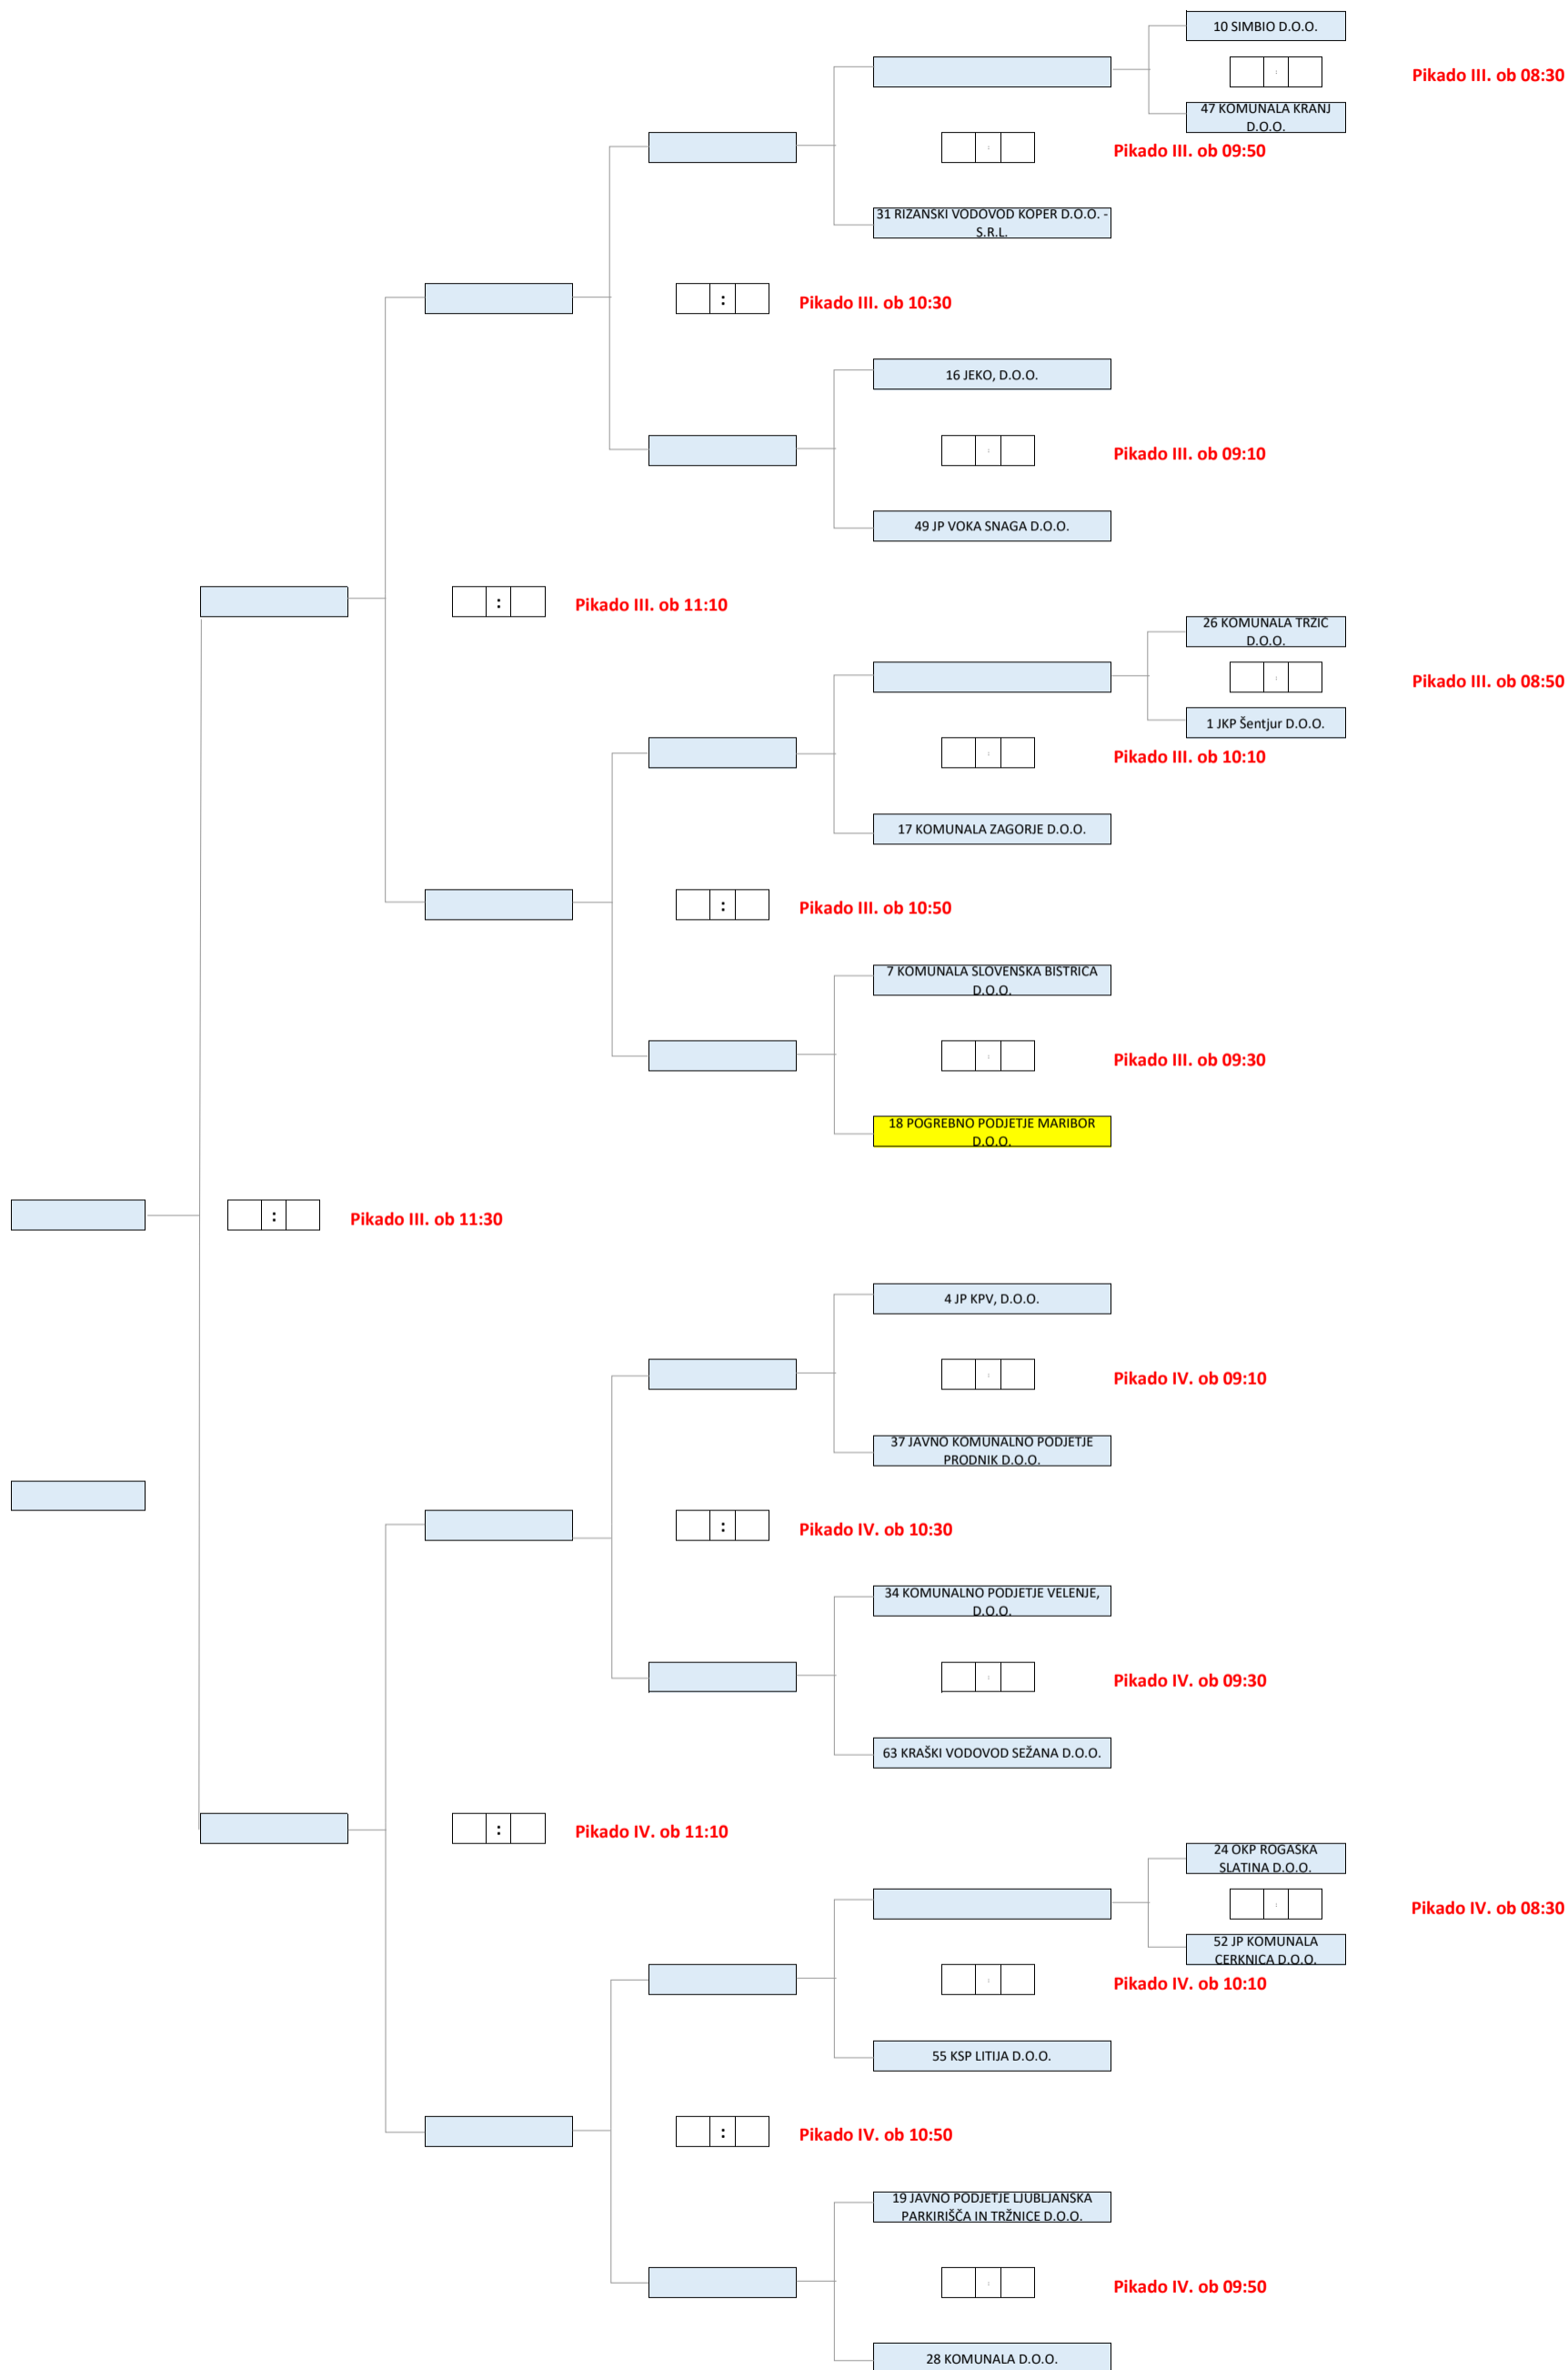 10 SIMBIO D.O.O.
:
Pikado III. ob 08:30
47 KOMUNALA KRANJ
D.O.O.
:
Pikado III. ob 09:50
31 RIZANSKI VODOVOD KOPER D.O.O. -
S.R.L.
:
Pikado III. ob 10:30
16 JEKO, D.O.O.
:
Pikado III. ob 09:10
49 JP VOKA SNAGA D.O.O.
:
Pikado III. ob 11:10
26 KOMUNALA TRZIC
D.O.O.
:
Pikado III. ob 08:50
1 JKP Šentjur D.O.O.
:
Pikado III. ob 10:10
17 KOMUNALA ZAGORJE D.O.O.
:
Pikado III. ob 10:50
7 KOMUNALA SLOVENSKA BISTRICA
D.O.O.
:
Pikado III. ob 09:30
18 POGREBNO PODJETJE MARIBOR
D.O.O.
:
Pikado III. ob 11:30
4 JP KPV, D.O.O.
:
Pikado IV. ob 09:10
37 JAVNO KOMUNALNO PODJETJE
PRODNIK D.O.O.
:
Pikado IV. ob 10:30
34 KOMUNALNO PODJETJE VELENJE,
D.O.O.
:
Pikado IV. ob 09:30
63 KRAŠKI VODOVOD SEŽANA D.O.O.
:
Pikado IV. ob 11:10
24 OKP ROGASKA
SLATINA D.O.O.
:
Pikado IV. ob 08:30
52 JP KOMUNALA
CERKNICA D.O.O.
:
Pikado IV. ob 10:10
55 KSP LITIJA D.O.O.
:
Pikado IV. ob 10:50
19 JAVNO PODJETJE LJUBLJANSKA
PARKIRIŠČA IN TRŽNICE D.O.O.
:
Pikado IV. ob 09:50
28 KOMUNALA D.O.O.